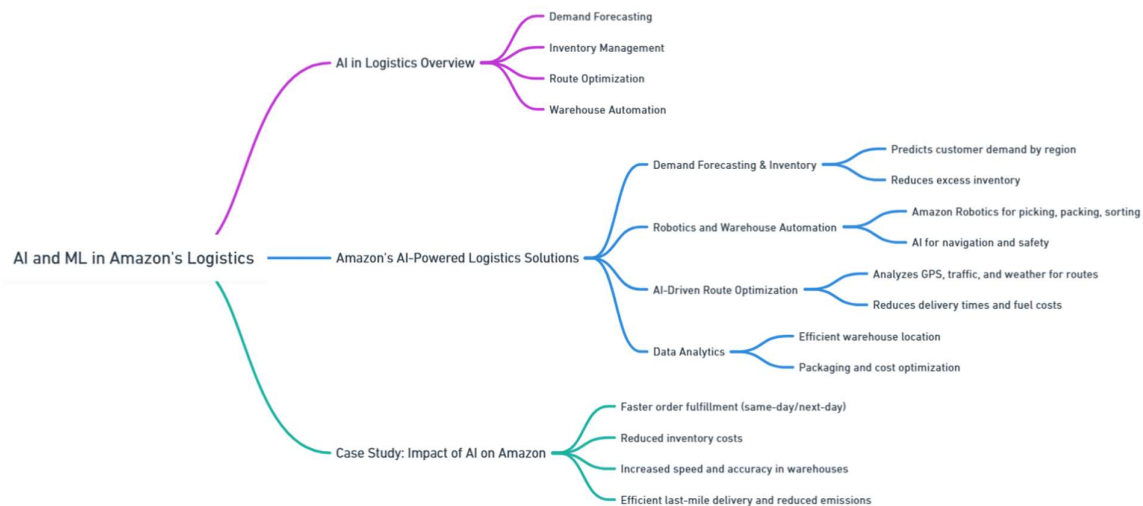 AI and ML in Amazon's Logistics
AI in Logistics Overview
Demand Forecasting
Inventory Management
Route Optimization
Warehouse Automation
Amazon's AI-Powered Logistics Solutions
Demand Forecasting & Inventory
Predicts customer demand by region
Reduces excess inventory
Robotics and Warehouse Automation
Amazon Robotics for picking, packing, sorting
AI for navigation and safety
AI-Driven Route Optimization
Analyzes GPS, traffic, and weather for routes
Reduces delivery times and fuel costs
Data Analytics
Efficient warehouse location
Packaging and cost optimization
Case Study: Impact of AI on Amazon
Faster order fulfillment (same-day/next-day)
Reduced inventory costs
Increased speed and accuracy in warehouses
Efficient last-mile delivery and reduced emissions